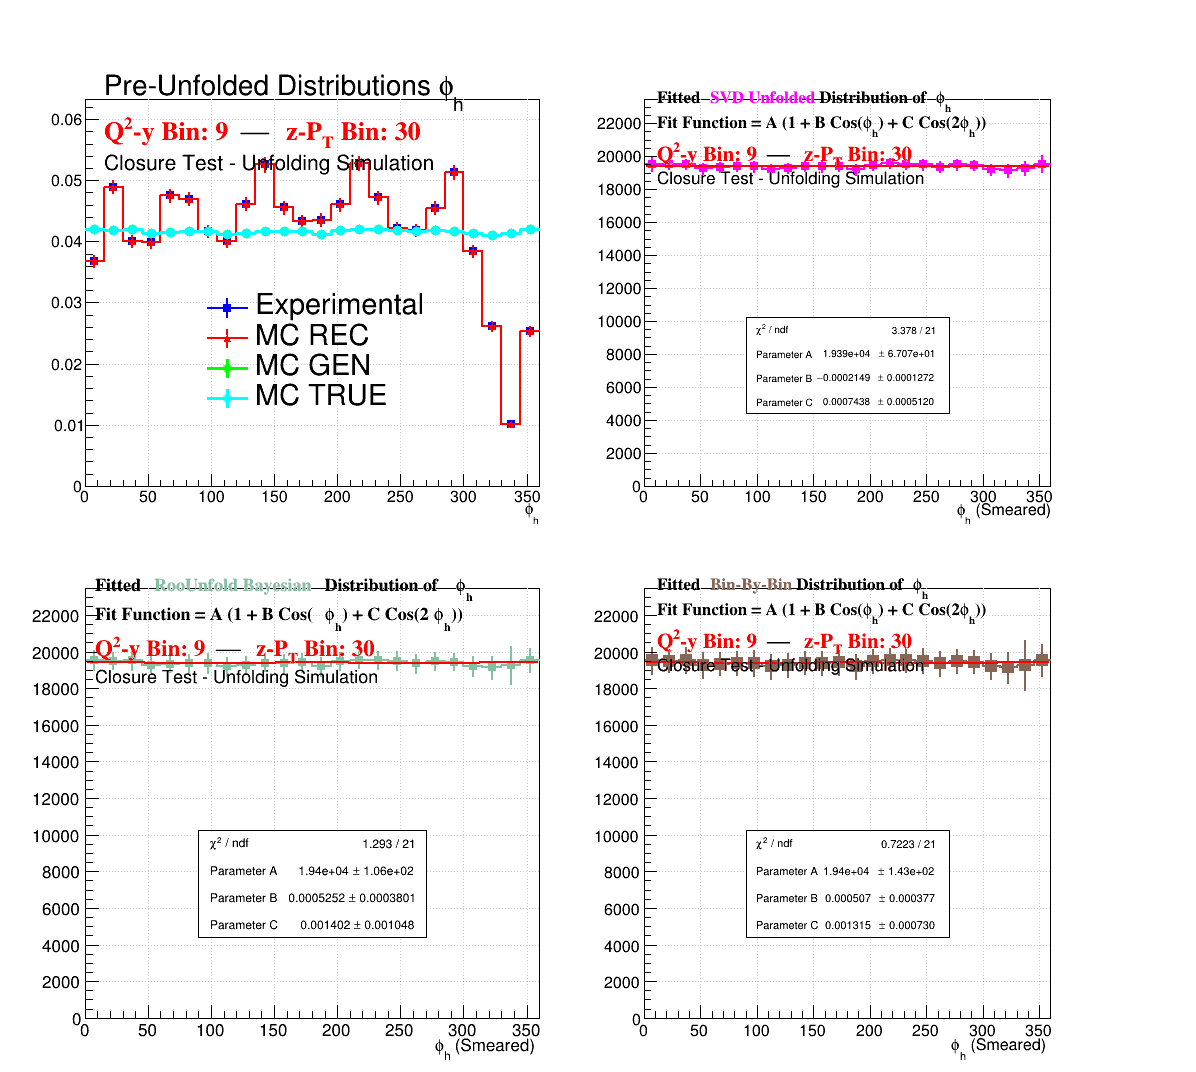 Pre-Unfolded Distributions ϕh
Q²-y Bin: 9 — z-PT Bin: 30
Closure Test - Unfolding Simulation
0.06
0.05
0.04
0.03
0.02
0.01
0
Experimental
MC REC
MC GEN
MC TRUE
0 50 100 150 200 250 300 350
ϕh
Fitted SVD Unfolded Distribution of ϕh
Fit Function = A (1 + B Cos(ϕh) + C Cos(2ϕh))
Q²-y Bin: 9 — z-PT Bin: 30
Closure Test - Unfolding Simulation
22000
20000
18000
16000
14000
12000
10000
8000
6000
4000
2000
0
χ² / ndf 3.378 / 21
Parameter A 1.939e+04 ± 6.707e+01
Parameter B −0.0002149 ± 0.0001272
Parameter C 0.0007438 ± 0.0005120
0 50 100 150 200 250 300 350
ϕh (Smeared)
Fitted RooUnfold Bayesian Distribution of ϕh
Fit Function = A (1 + B Cos( ϕh) + C Cos(2 ϕh))
Q²-y Bin: 9 — z-PT Bin: 30
Closure Test - Unfolding Simulation
22000
20000
18000
16000
14000
12000
10000
8000
6000
4000
2000
0
χ² / ndf 1.293 / 21
Parameter A 1.94e+04 ± 1.06e+02
Parameter B 0.0005252 ± 0.0003801
Parameter C 0.001402 ± 0.001048
0 50 100 150 200 250 300 350
ϕh (Smeared)
Fitted Bin-By-Bin Distribution of ϕh
Fit Function = A (1 + B Cos(ϕh) + C Cos(2ϕh))
Q²-y Bin: 9 — z-PT Bin: 30
Closure Test - Unfolding Simulation
22000
20000
18000
16000
14000
12000
10000
8000
6000
4000
2000
0
χ² / ndf 0.7223 / 21
Parameter A 1.94e+04 ± 1.43e+02
Parameter B 0.000507 ± 0.000377
Parameter C 0.001315 ± 0.000730
0 50 100 150 200 250 300 350
ϕh (Smeared)